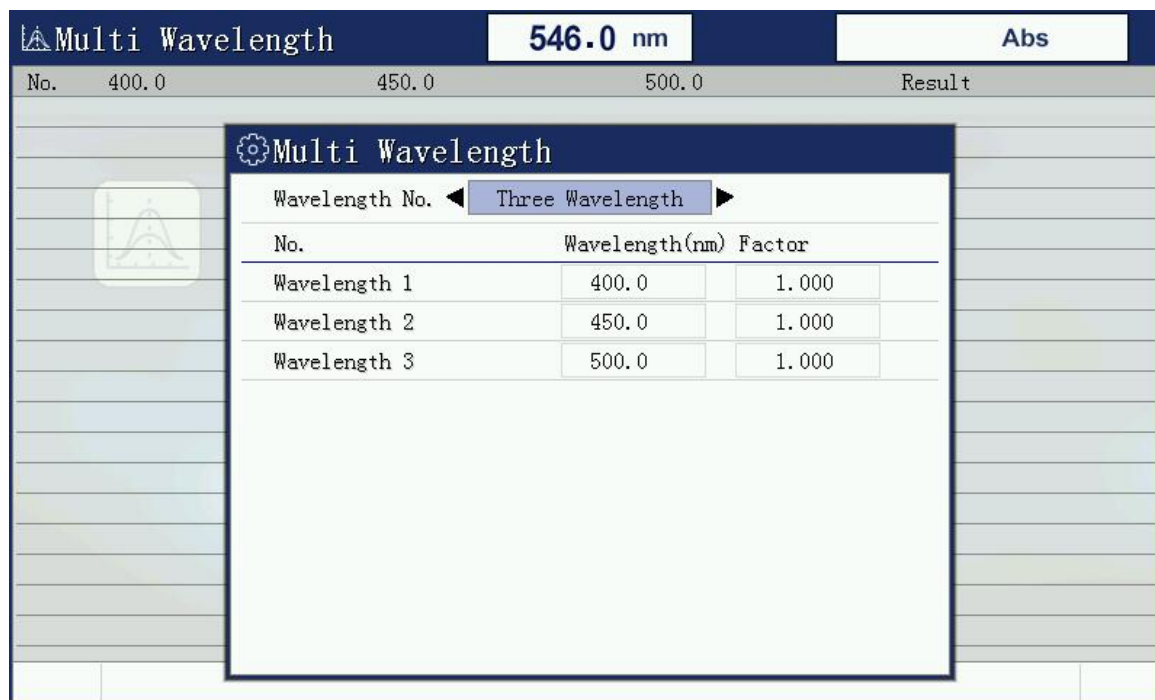 Multi Wavelength 546.0 nm Abs
No. 400.0 450.0 500.0 Result
Multi Wavelength
Wavelength No. Three Wavelength
No. Wavelength(nm) Factor
Wavelength 1 400.0 1.000
Wavelength 2 450.0 1.000
Wavelength 3 500.0 1.000